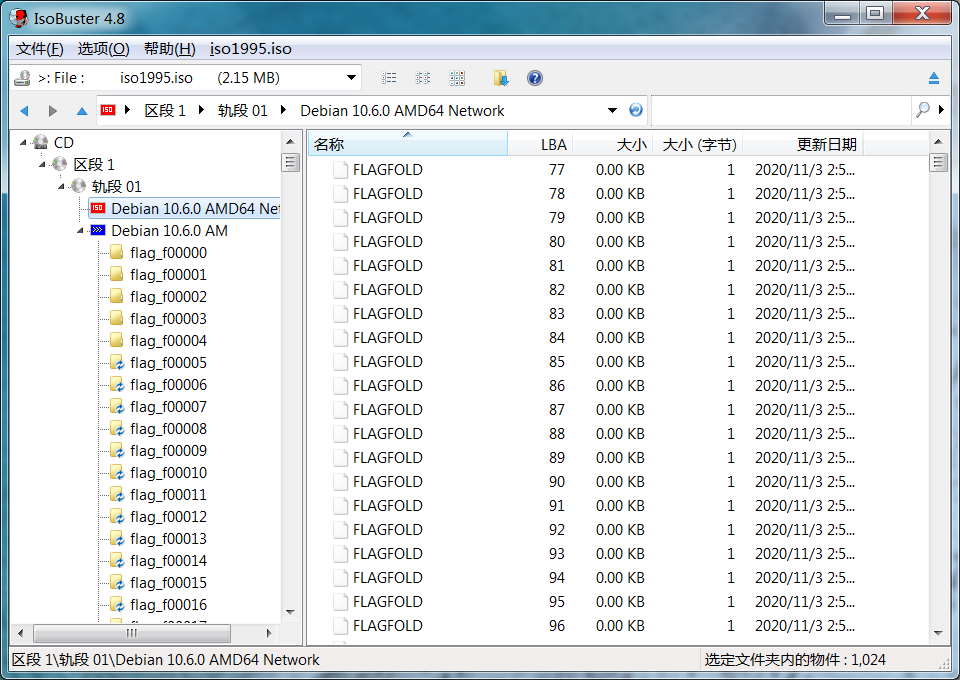 IsoBuster 4.8
文件(F) 选项(O) 帮助(H) iso1995.iso
>: File : iso1995.iso (2.15 MB)
ISO 区段 1 轨段 01 Debian 10.6.0 AMD64 Network
CD
区段 1
轨段 01
ISO Debian 10.6.0 AMD64 Net
Debian 10.6.0 AM
flag_f00000
flag_f00001
flag_f00002
flag_f00003
flag_f00004
flag_f00005
flag_f00006
flag_f00007
flag_f00008
flag_f00009
flag_f00010
flag_f00011
flag_f00012
flag_f00013
flag_f00014
flag_f00015
flag_f00016
名称 LBA 大小 大小 (字节) 更新日期
FLAGFOLD 77 0.00 KB 1 2020/11/3 2:5...
FLAGFOLD 78 0.00 KB 1 2020/11/3 2:5...
FLAGFOLD 79 0.00 KB 1 2020/11/3 2:5...
FLAGFOLD 80 0.00 KB 1 2020/11/3 2:5...
FLAGFOLD 81 0.00 KB 1 2020/11/3 2:5...
FLAGFOLD 82 0.00 KB 1 2020/11/3 2:5...
FLAGFOLD 83 0.00 KB 1 2020/11/3 2:5...
FLAGFOLD 84 0.00 KB 1 2020/11/3 2:5...
FLAGFOLD 85 0.00 KB 1 2020/11/3 2:5...
FLAGFOLD 86 0.00 KB 1 2020/11/3 2:5...
FLAGFOLD 87 0.00 KB 1 2020/11/3 2:5...
FLAGFOLD 88 0.00 KB 1 2020/11/3 2:5...
FLAGFOLD 89 0.00 KB 1 2020/11/3 2:5...
FLAGFOLD 90 0.00 KB 1 2020/11/3 2:5...
FLAGFOLD 91 0.00 KB 1 2020/11/3 2:5...
FLAGFOLD 92 0.00 KB 1 2020/11/3 2:5...
FLAGFOLD 93 0.00 KB 1 2020/11/3 2:5...
FLAGFOLD 94 0.00 KB 1 2020/11/3 2:5...
FLAGFOLD 95 0.00 KB 1 2020/11/3 2:5...
FLAGFOLD 96 0.00 KB 1 2020/11/3 2:5...
区段 1\轨段 01\Debian 10.6.0 AMD64 Network 选定文件夹内的物件 : 1,024